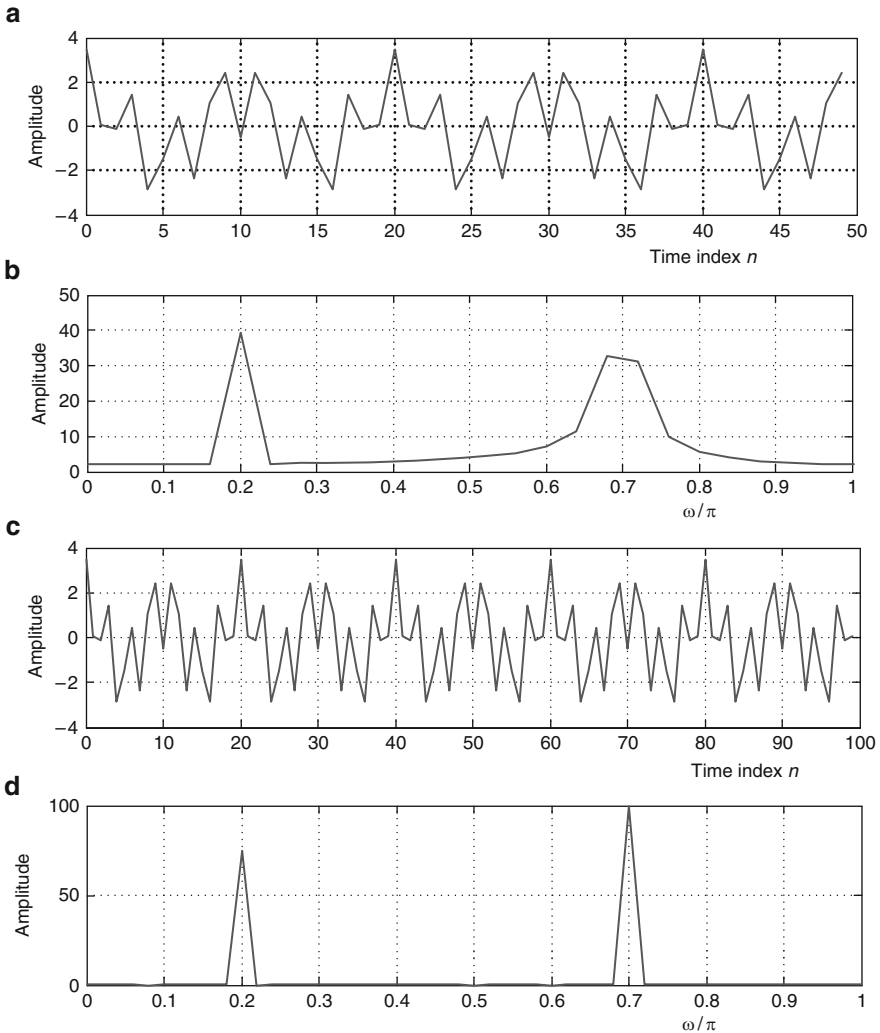 a
4
2
0
−2
−4
Amplitude
0 5 10 15 20 25 30 35 40 45 50
Time index n
b
50
40
30
20
10
0
Amplitude
0 0.1 0.2 0.3 0.4 0.5 0.6 0.7 0.8 0.9 1
ω/π
c
4
2
0
−2
−4
Amplitude
0 10 20 30 40 50 60 70 80 90 100
Time index n
d
100
50
0
Amplitude
0 0.1 0.2 0.3 0.4 0.5 0.6 0.7 0.8 0.9 1
ω/π